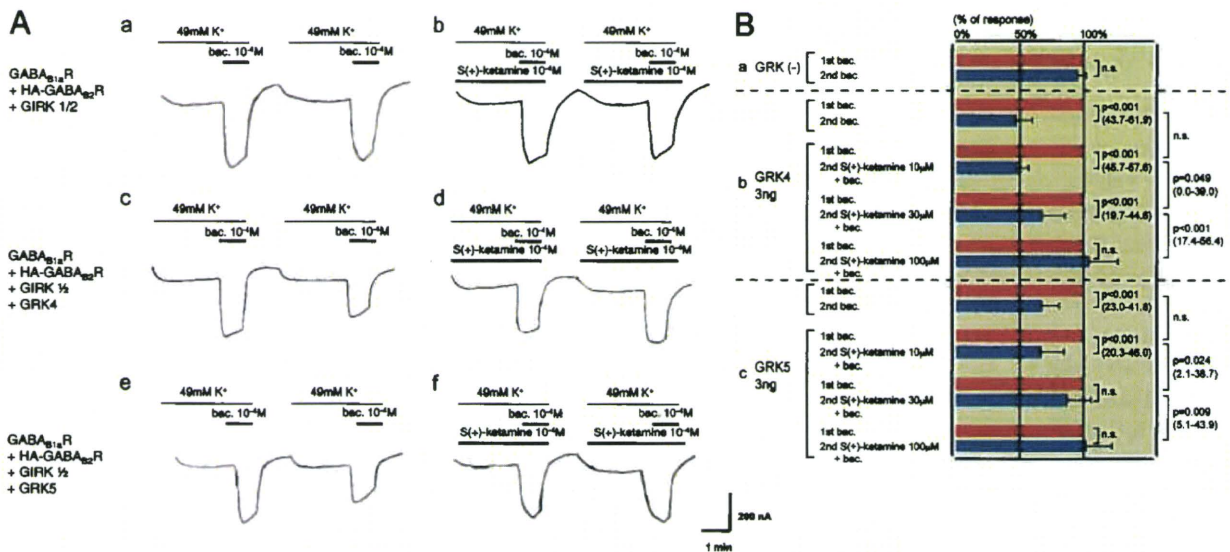 A
a
49mM K⁺
49mM K⁺
bac. 10⁻⁴M
bac. 10⁻⁴M
b
49mM K⁺
49mM K⁺
bac. 10⁻⁴M
bac. 10⁻⁴M
S(+)-ketamine 10⁻⁴M
S(+)-ketamine 10⁻⁴M
GABA_B1a R
+ HA-GABA_B2 R
+ GIRK 1/2
c
49mM K⁺
49mM K⁺
bac. 10⁻⁴M
bac. 10⁻⁴M
d
49mM K⁺
49mM K⁺
bac. 10⁻⁴M
bac. 10⁻⁴M
S(+)-ketamine 10⁻⁴M
S(+)-ketamine 10⁻⁴M
GABA_B1a R
+ HA-GABA_B2 R
+ GIRK ½
+ GRK4
e
49mM K⁺
49mM K⁺
bac. 10⁻⁴M
bac. 10⁻⁴M
f
49mM K⁺
49mM K⁺
bac. 10⁻⁴M
bac. 10⁻⁴M
S(+)-ketamine 10⁻⁴M
S(+)-ketamine 10⁻⁴M
GABA_B1a R
+ HA-GABA_B2 R
+ GIRK ½
+ GRK5
200 nA
1 min
B
(% of response)
0% 50% 100%
a GRK (-)
1st bac.
2nd bac.
n.s.
b GRK4
3ng
1st bac.
2nd bac.
p<0.001
(43.7-61.9)
1st bac.
2nd S(+)-ketamine 10μM
+ bac.
p<0.001
1st bac.
2nd S(+)-ketamine 30μM
+ bac.
p<0.001
(19.7-44.6)
1st bac.
2nd S(+)-ketamine 100μM
+ bac.
n.s.
n.s.
p=0.049
(0.0-39.0)
p<0.001
(17.4-56.4)
c GRK5
3ng
1st bac.
2nd bac.
p<0.001
(23.0-41.8)
1st bac.
2nd S(+)-ketamine 10μM
+ bac.
p<0.001
(20.3-46.0)
1st bac.
2nd S(+)-ketamine 30μM
+ bac.
n.s.
1st bac.
2nd S(+)-ketamine 100μM
+ bac.
n.s.
n.s.
p=0.024
(2.1-38.7)
p=0.009
(5.1-43.9)